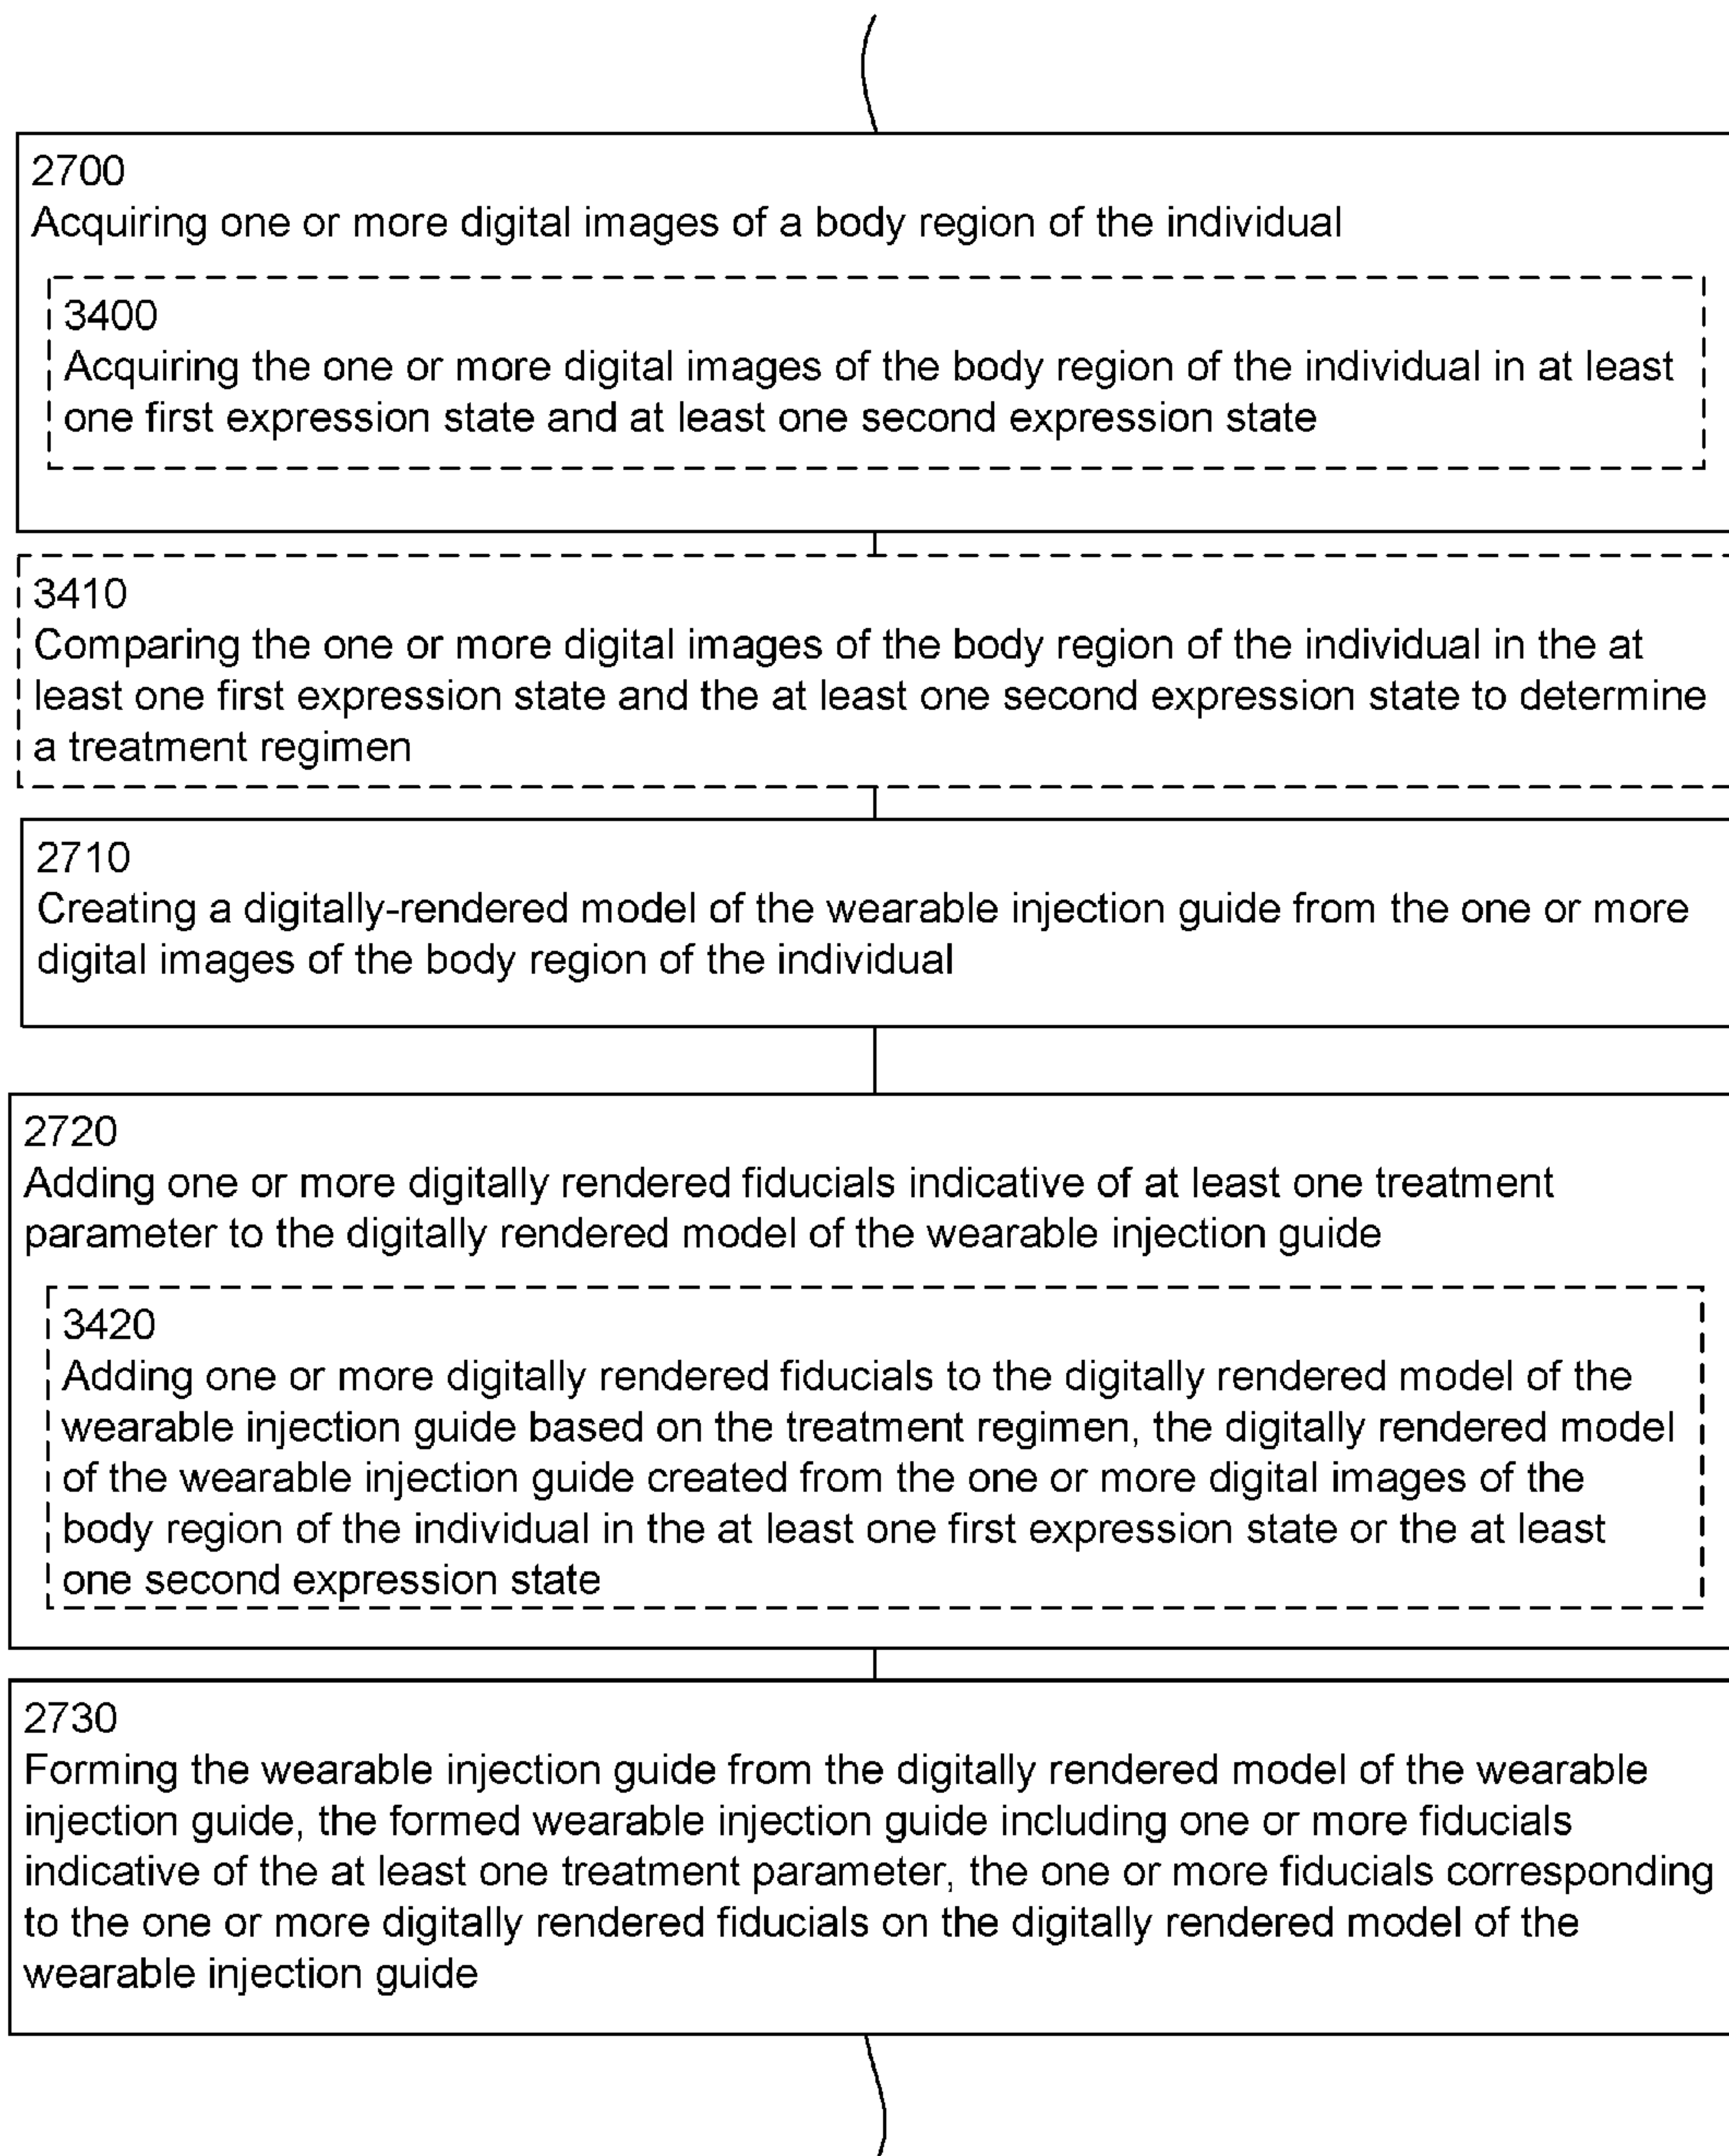 2700
Acquiring one or more digital images of a body region of the individual
3400
Acquiring the one or more digital images of the body region of the individual in at least
one first expression state and at least one second expression state
3410
Comparing the one or more digital images of the body region of the individual in the at
least one first expression state and the at least one second expression state to determine
a treatment regimen
2710
Creating a digitally-rendered model of the wearable injection guide from the one or more
digital images of the body region of the individual
2720
Adding one or more digitally rendered fiducials indicative of at least one treatment
parameter to the digitally rendered model of the wearable injection guide
3420
Adding one or more digitally rendered fiducials to the digitally rendered model of the
wearable injection guide based on the treatment regimen, the digitally rendered model
of the wearable injection guide created from the one or more digital images of the
body region of the individual in the at least one first expression state or the at least
one second expression state
2730
Forming the wearable injection guide from the digitally rendered model of the wearable
injection guide, the formed wearable injection guide including one or more fiducials
indicative of the at least one treatment parameter, the one or more fiducials corresponding
to the one or more digitally rendered fiducials on the digitally rendered model of the
wearable injection guide